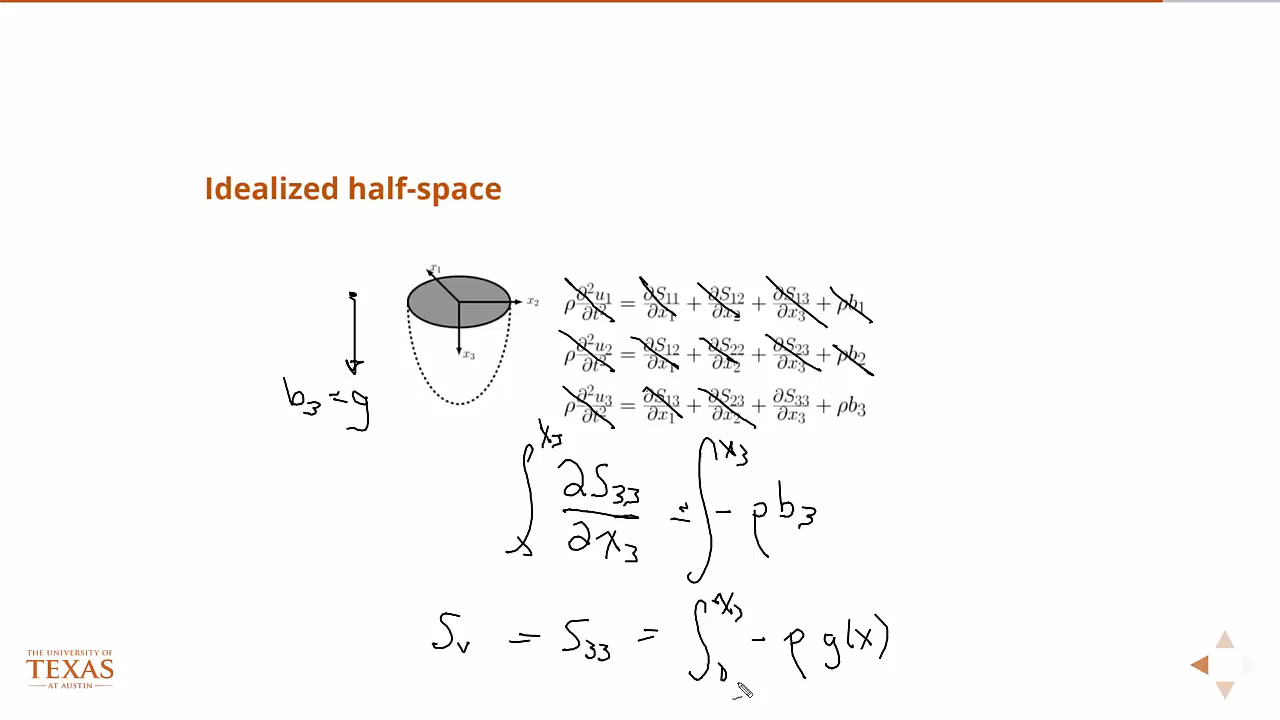 Idealized half-space
x₁
x₂
x₃
b₃ = g
ρ ∂²u₁/∂t² = ∂S₁₁/∂x₁ + ∂S₁₂/∂x₂ + ∂S₁₃/∂x₃ + ρb₁
ρ ∂²u₂/∂t² = ∂S₁₂/∂x₁ + ∂S₂₂/∂x₂ + ∂S₂₃/∂x₃ + ρb₂
ρ ∂²u₃/∂t² = ∂S₁₃/∂x₁ + ∂S₂₃/∂x₂ + ∂S₃₃/∂x₃ + ρb₃
∫^x₃ ∂S₃₃/∂x₃ = ∫^x₃ - ρb₃
Sᵥ = S₃₃ = ∫₀^x₃ - ρ g(x)
THE UNIVERSITY OF
TEXAS
AT AUSTIN